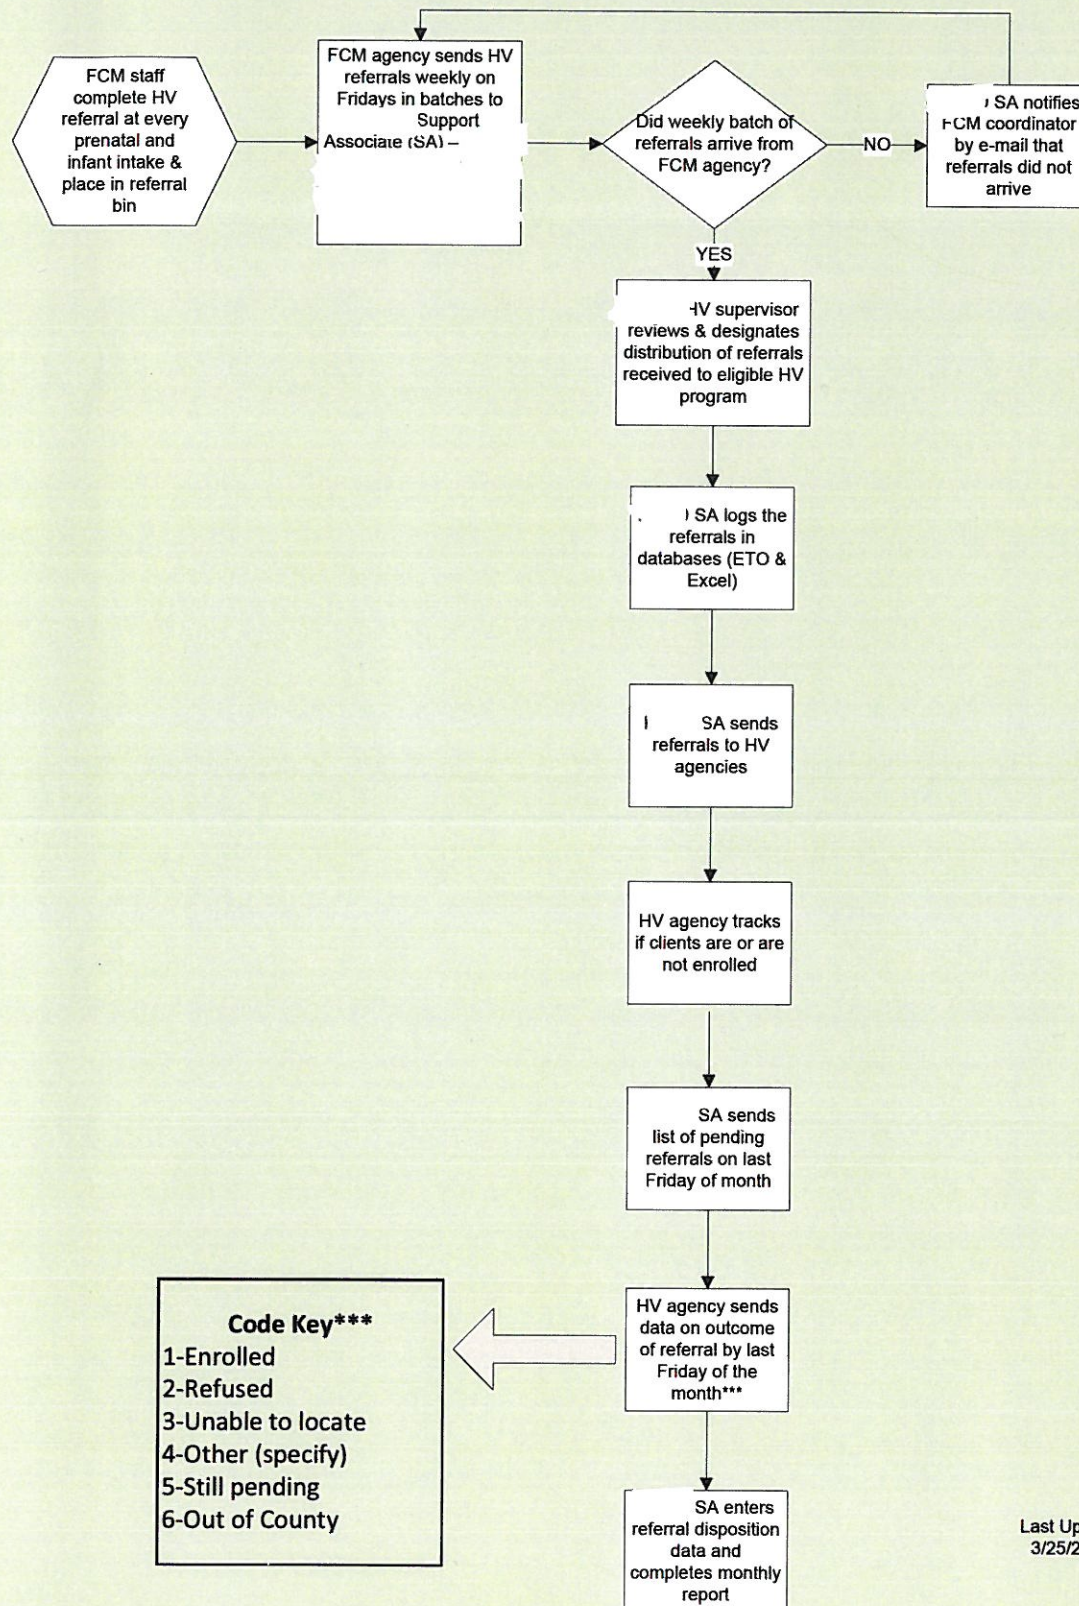 FCM staff
complete HV
referral at every
prenatal and
infant intake &
place in referral
bin
FCM agency sends HV
referrals weekly on
Fridays in batches to
Support
Associate (SA) –
Did weekly batch of
referrals arrive from
FCM agency?
NO
SA notifies
FCM coordinator
by e-mail that
referrals did not
arrive
YES
HV supervisor
reviews & designates
distribution of referrals
received to eligible HV
program
SA logs the
referrals in
databases (ETO &
Excel)
SA sends
referrals to HV
agencies
HV agency tracks
if clients are or are
not enrolled
SA sends
list of pending
referrals on last
Friday of month
HV agency sends
data on outcome
of referral by last
Friday of the
month***
Code Key***
1-Enrolled
2-Refused
3-Unable to locate
4-Other (specify)
5-Still pending
6-Out of County
SA enters
referral disposition
data and
completes monthly
report
Last Up
3/25/2